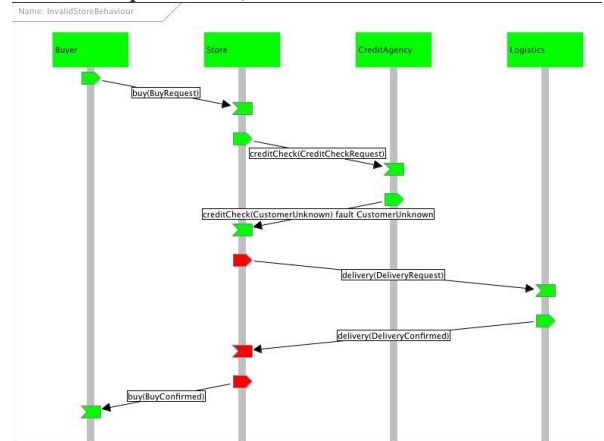 Name: InvalidStoreBehaviour
Buyer
Store
CreditAgency
Logistics
buy(BuyRequest)
creditCheck(CreditCheckRequest)
creditCheck(CustomerUnknown) fault CustomerUnknown
delivery(DeliveryRequest)
delivery(DeliveryConfirmed)
buy(BuyConfirmed)